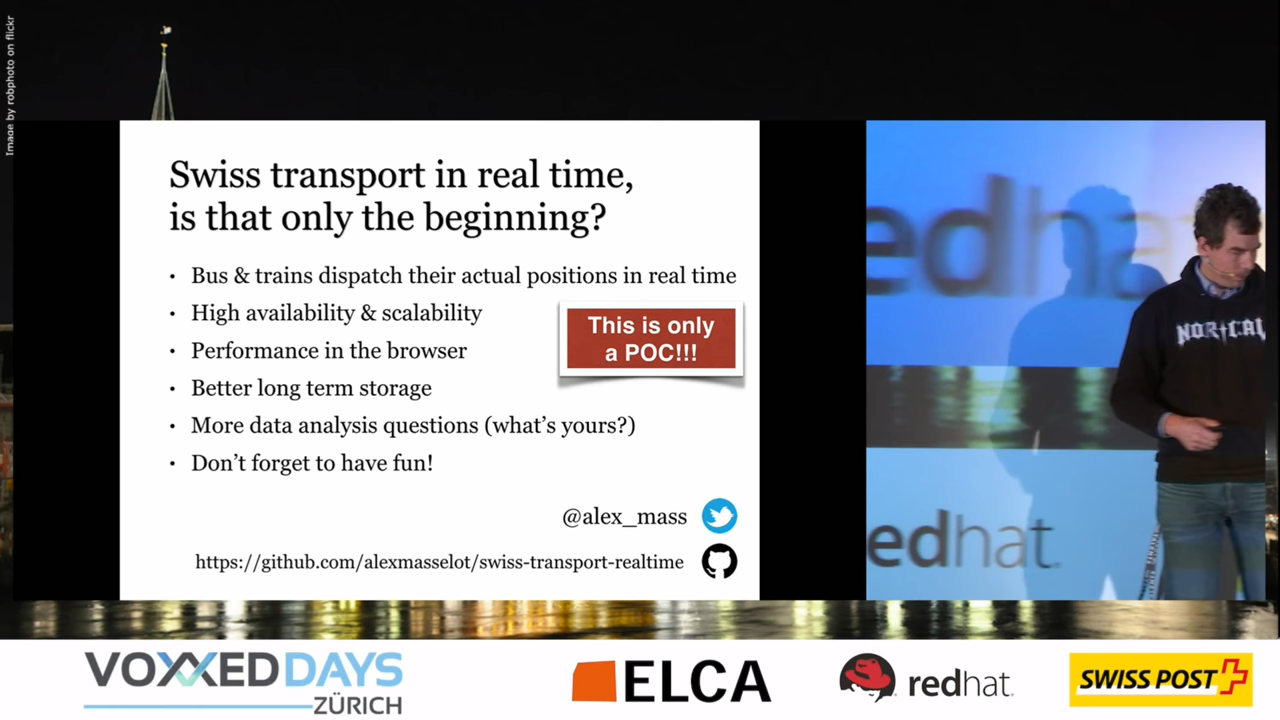 Image by robphoto on flickr
Swiss transport in real time,
is that only the beginning?
• Bus & trains dispatch their actual positions in real time
• High availability & scalability
• Performance in the browser
• Better long term storage
• More data analysis questions (what's yours?)
• Don't forget to have fun!
This is only
a POC!!!
@alex_mass
https://github.com/alexmasselot/swiss-transport-realtime
edh
NOR CAL
edhat
VOXXED DAYS
ZÜRICH
ELCA
redhat.
SWISS POST